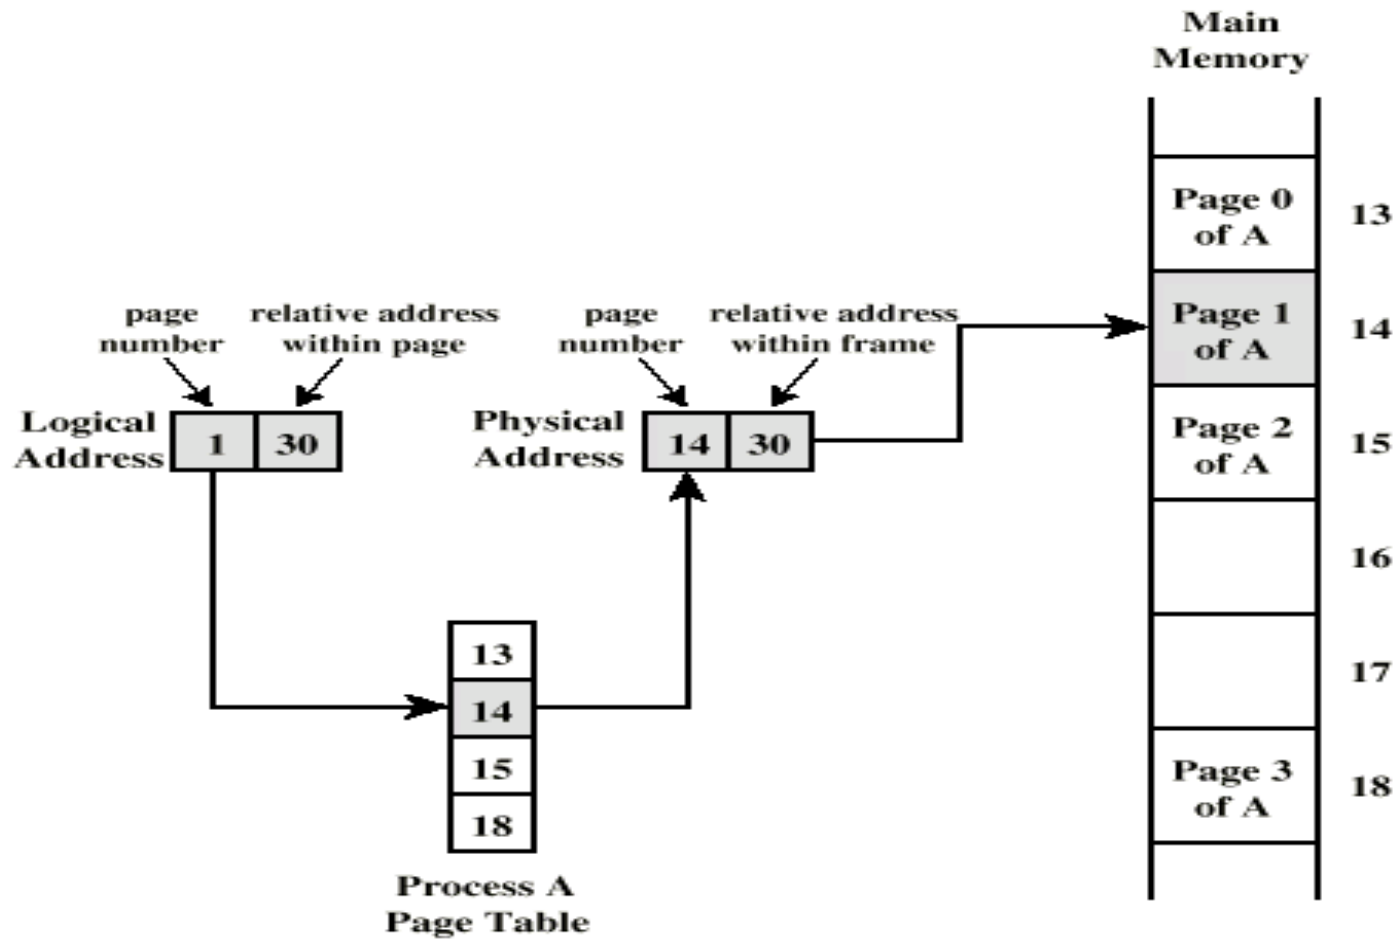 Main
Memory
Page 0
of A
13
Page 1
of A
14
Page 2
of A
15
16
17
Page 3
of A
18
page
number
relative address
within page
page
number
relative address
within frame
Logical
Address
1
30
Physical
Address
14
30
13
14
15
18
Process A
Page Table